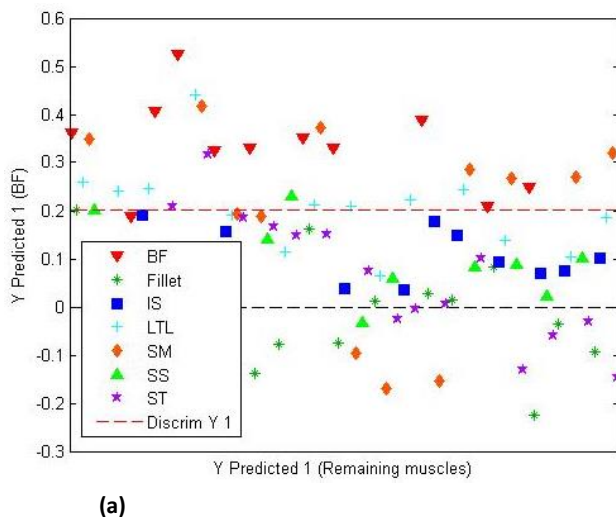 0.6
0.5
0.4
0.3
0.2
0.1
0
-0.1
-0.2
-0.3
Y Predicted 1 (BF)
BF
Fillet
IS
LTL
SM
SS
ST
Discrim Y 1
Y Predicted 1 (Remaining muscles)
(a)